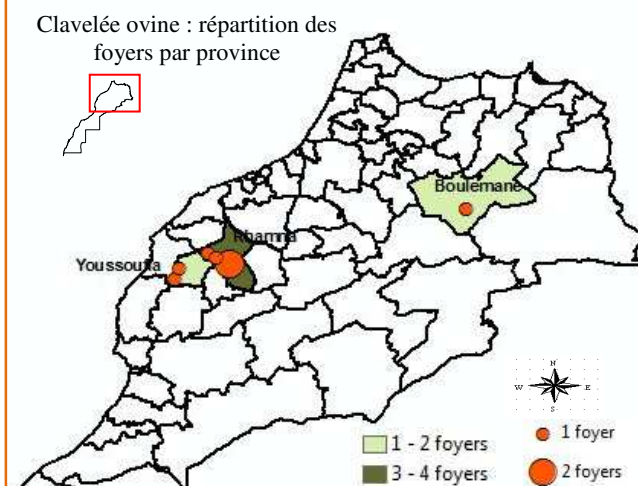 Clavelée ovine : répartition des
foyers par province
Boulemane
Rhamna
Youssoufia
N
W E
S
1 - 2 foyers
1 foyer
3 - 4 foyers
2 foyers